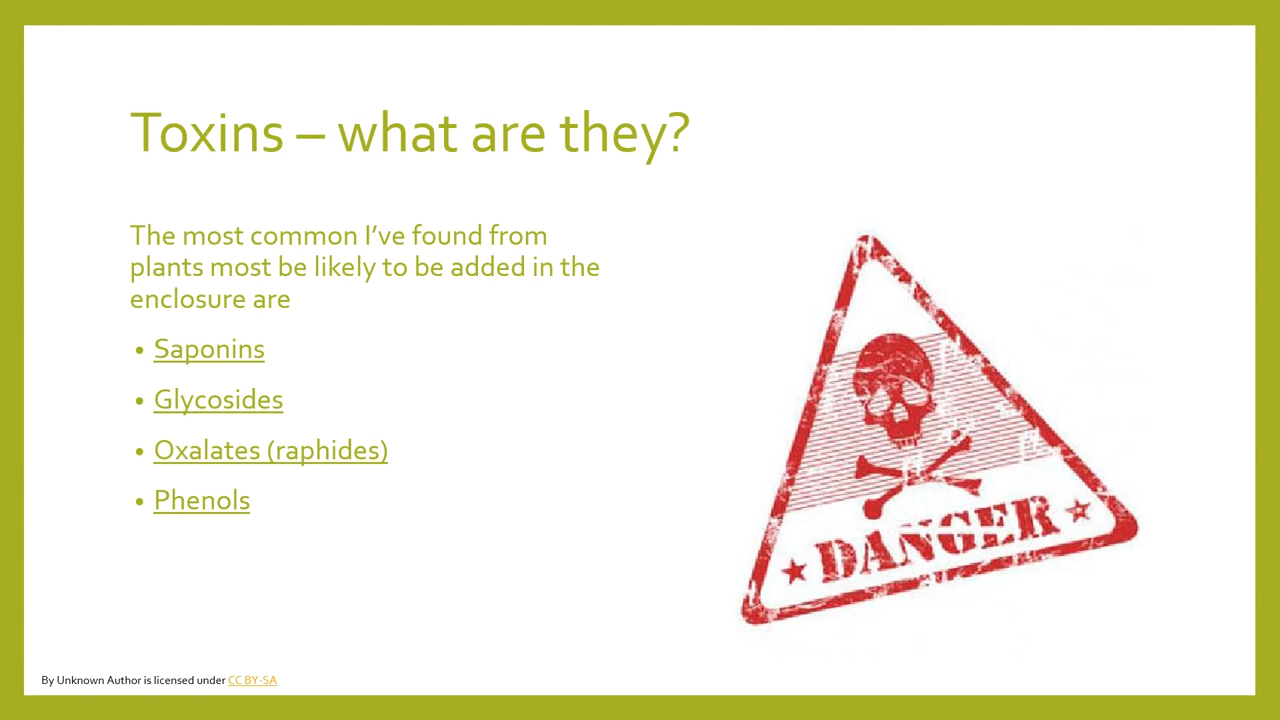 Toxins – what are they?
The most common I’ve found from
plants most be likely to be added in the
enclosure are
• Saponins
• Glycosides
• Oxalates (raphides)
• Phenols
DANGER
By Unknown Author is licensed under CC BY-SA